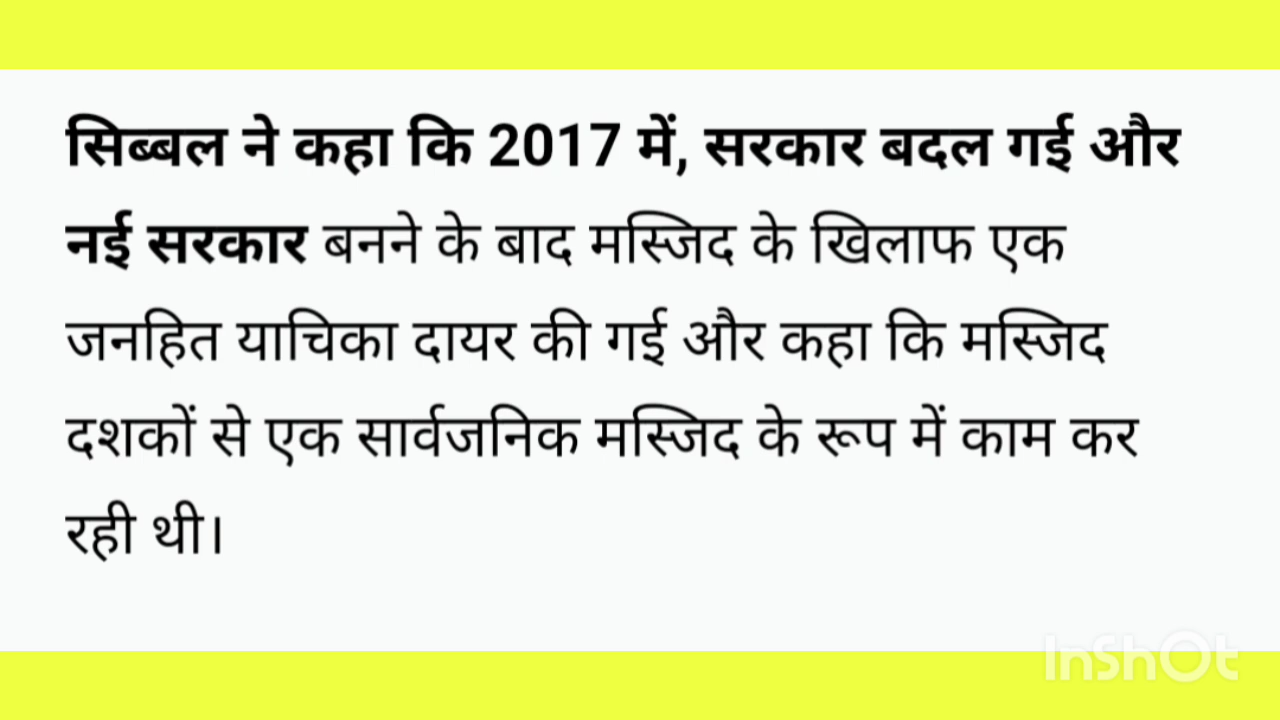 सिब्बल ने कहा कि 2017 में, सरकार बदल गई और
नई सरकार बनने के बाद मस्जिद के खिलाफ एक
जनहित याचिका दायर की गई और कहा कि मस्जिद
दशकों से एक सार्वजनिक मस्जिद के रूप में काम कर
रही थी।
InShOt